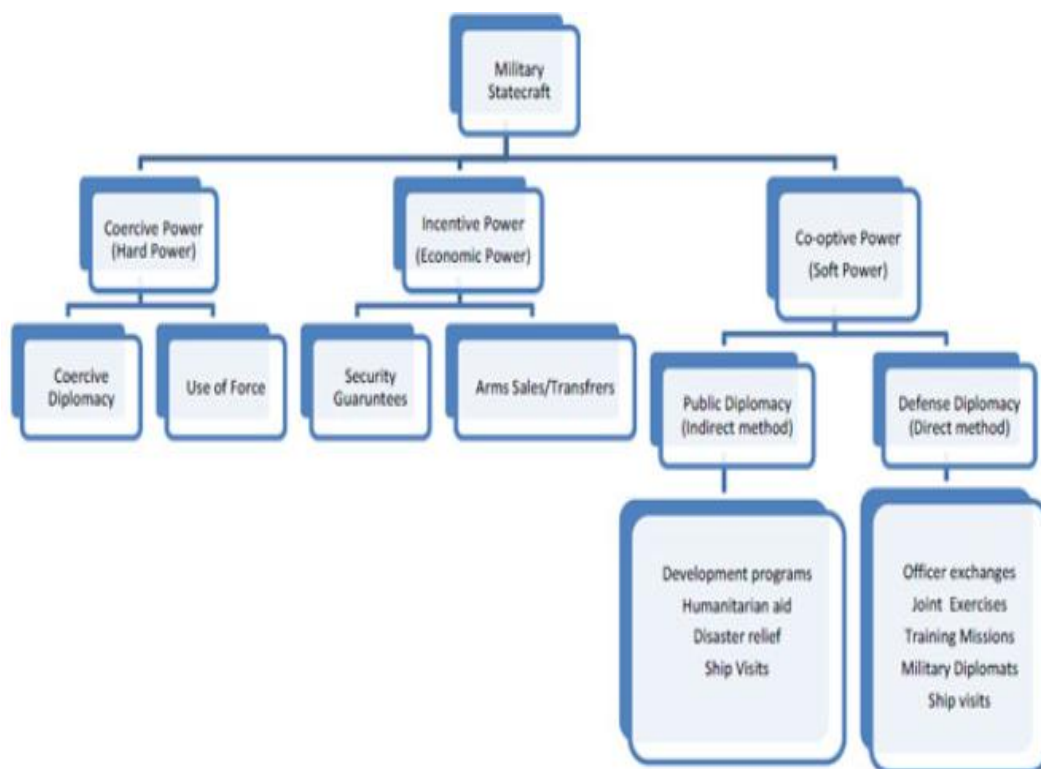 Military
Statecraft
Coercive Power
(Hard Power)
Incentive Power
(Economic Power)
Co-optive Power
(Soft Power)
Coercive
Diplomacy
Use of Force
Security
Guaruntees
Arms Sales/Transfrers
Public Diplomacy
(Indirect method)
Defense Diplomacy
(Direct method)
Development programs
Humanitarian aid
Disaster relief
Ship Visits
Officer exchanges
Joint Exercises
Training Missions
Military Diplomats
Ship visits